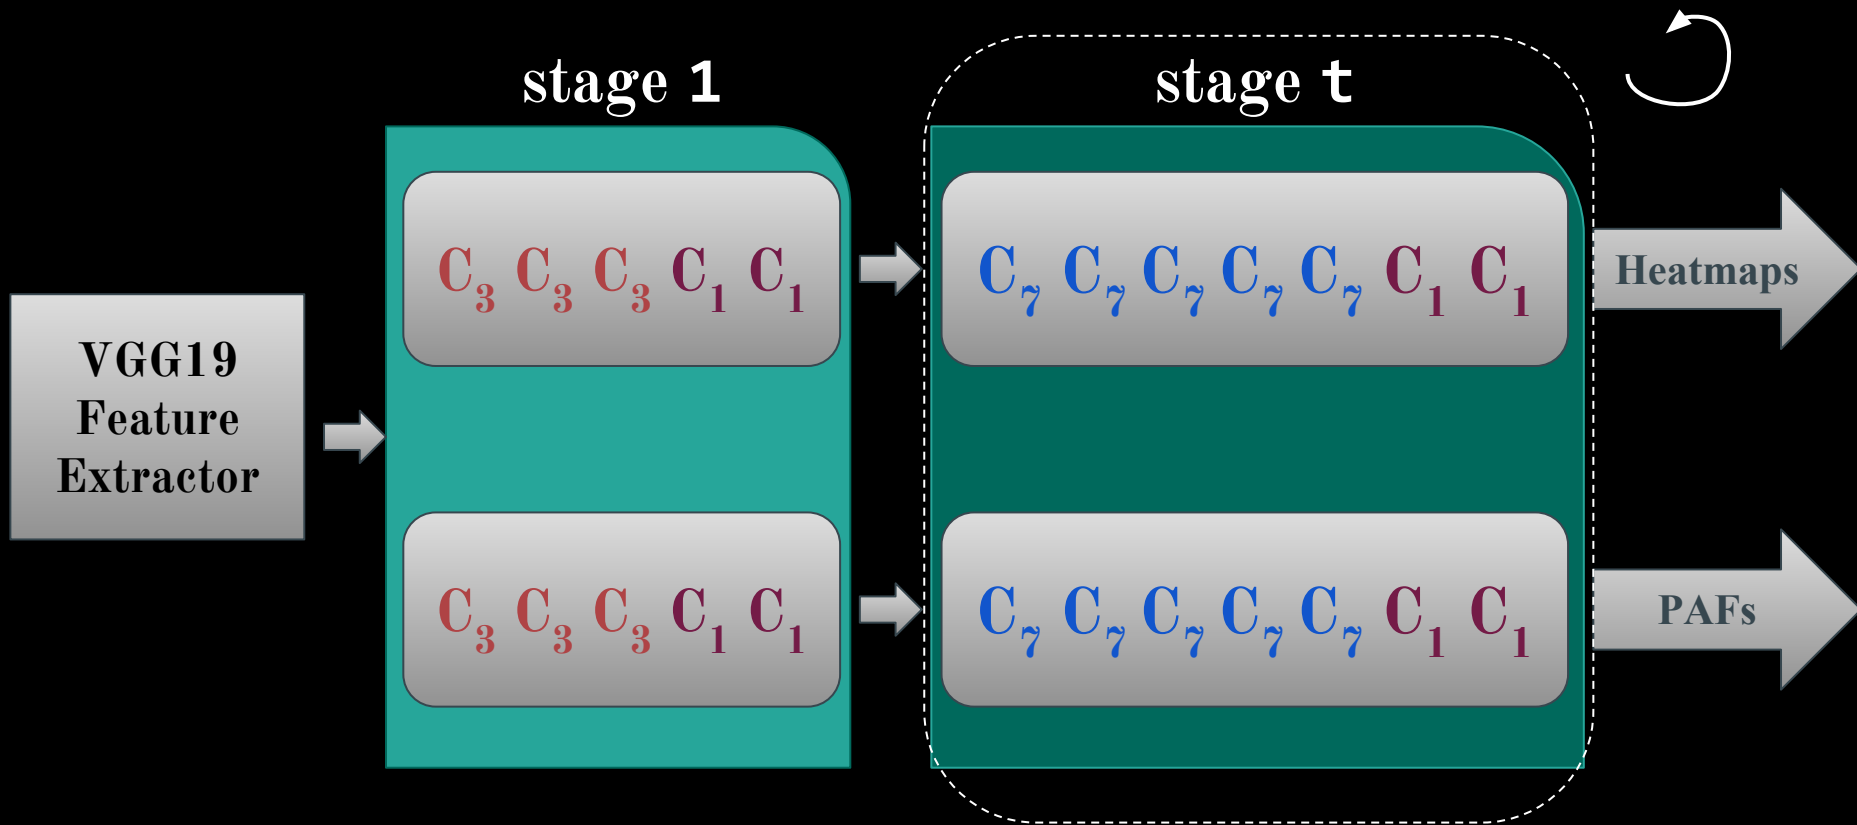 stage 1
stage t
C3 C3 C3 C1 C1
C7 C7 C7 C7 C7 C1 C1
Heatmaps
VGG19
Feature
Extractor
C3 C3 C3 C1 C1
C7 C7 C7 C7 C7 C1 C1
PAFs